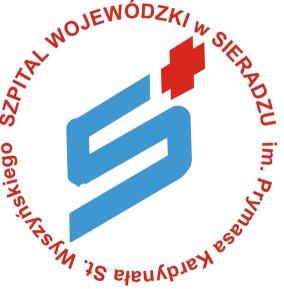 SZPITAL WOJEWÓDZKI w SIERADZU
im. Prymasa Kardynała St. Wyszyńskiego